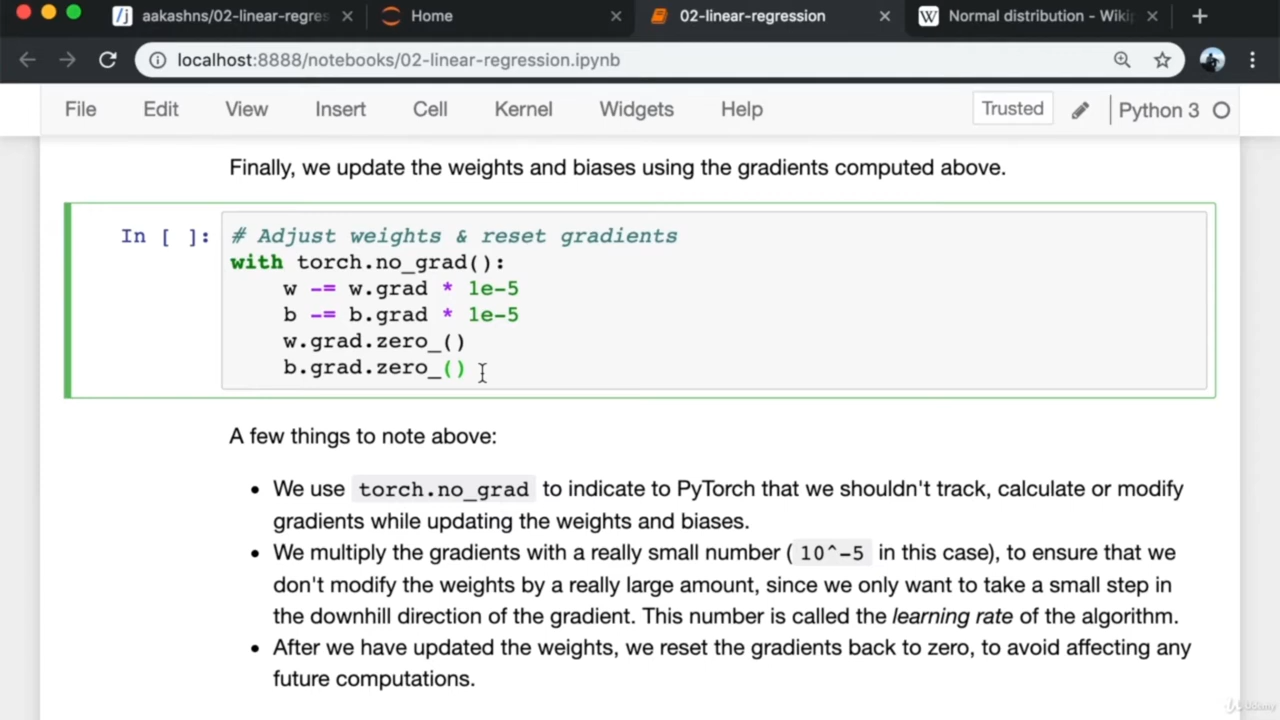 aakashns/02-linear-regres
Home
02-linear-regression
Normal distribution - Wikip
localhost:8888/notebooks/02-linear-regression.ipynb
File Edit View Insert Cell Kernel Widgets Help Trusted Python 3
Finally, we update the weights and biases using the gradients computed above.
In [ ]: # Adjust weights & reset gradients
with torch.no_grad():
w -= w.grad * 1e-5
b -= b.grad * 1e-5
w.grad.zero_()
b.grad.zero_()
A few things to note above:
• We use torch.no_grad to indicate to PyTorch that we shouldn't track, calculate or modify
gradients while updating the weights and biases.
• We multiply the gradients with a really small number ( 10^-5 in this case), to ensure that we
don't modify the weights by a really large amount, since we only want to take a small step in
the downhill direction of the gradient. This number is called the learning rate of the algorithm.
• After we have updated the weights, we reset the gradients back to zero, to avoid affecting any
future computations.
Udemy